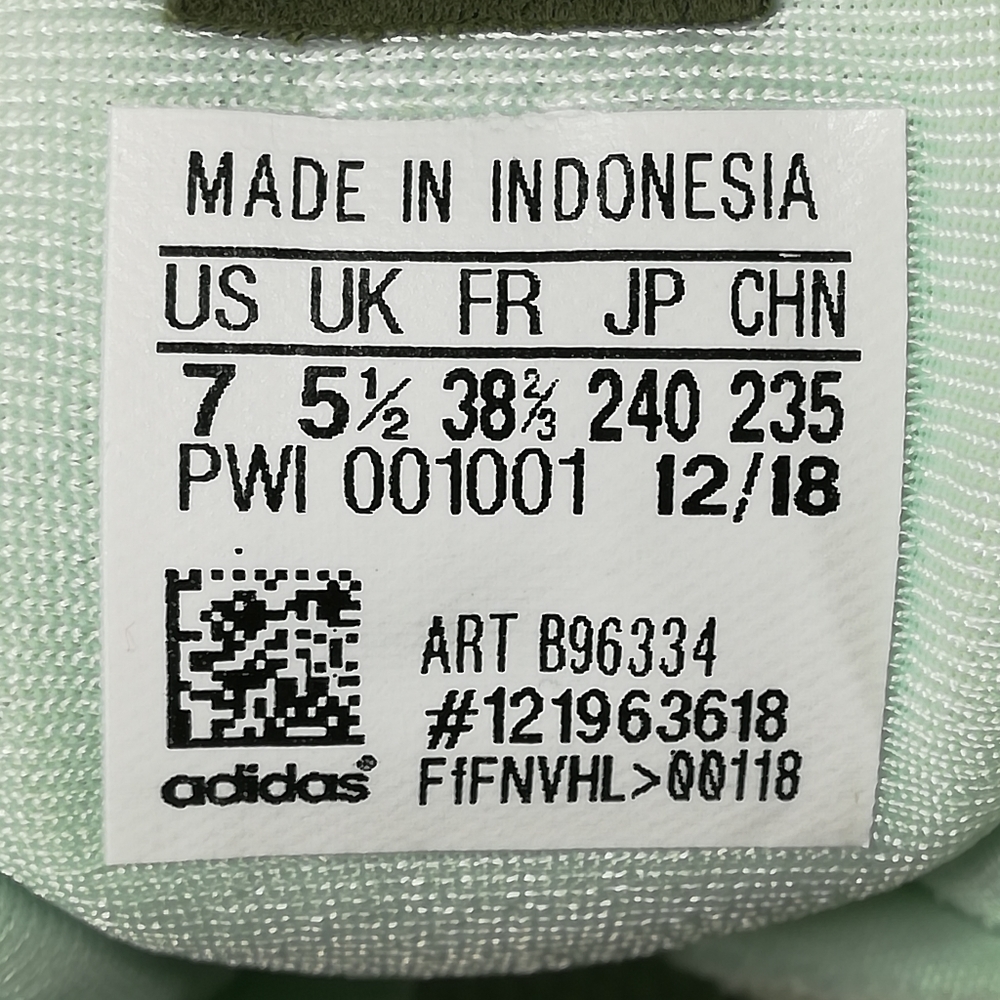 MADE IN INDONESIA
US UK FR JP CHN
7 5½ 38⅔ 240 235
PWI 001001 12/18
ART B96334
#121963618
FfFNVHL>00118
adidas®